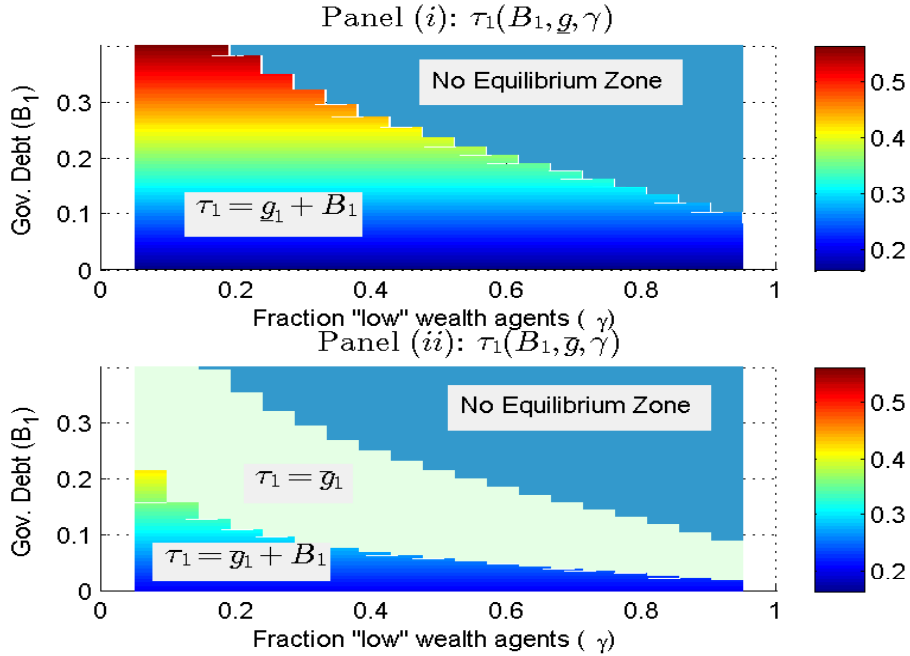 Panel (i): τ₁(B₁, g̲, γ)
Gov. Debt (B₁)
0.3
0.2
0.1
0
No Equilibrium Zone
τ₁ = g̲₁ + B₁
0
0.2
0.4
0.6
0.8
1
Fraction "low" wealth agents ( γ)
0.5
0.4
0.3
0.2
Panel (ii): τ₁(B₁, g̅, γ)
Gov. Debt (B₁)
0.3
0.2
0.1
0
No Equilibrium Zone
τ₁ = g̅₁
τ₁ = g̅₁ + B₁
0
0.2
0.4
0.6
0.8
1
Fraction "low" wealth agents ( γ)
0.5
0.4
0.3
0.2